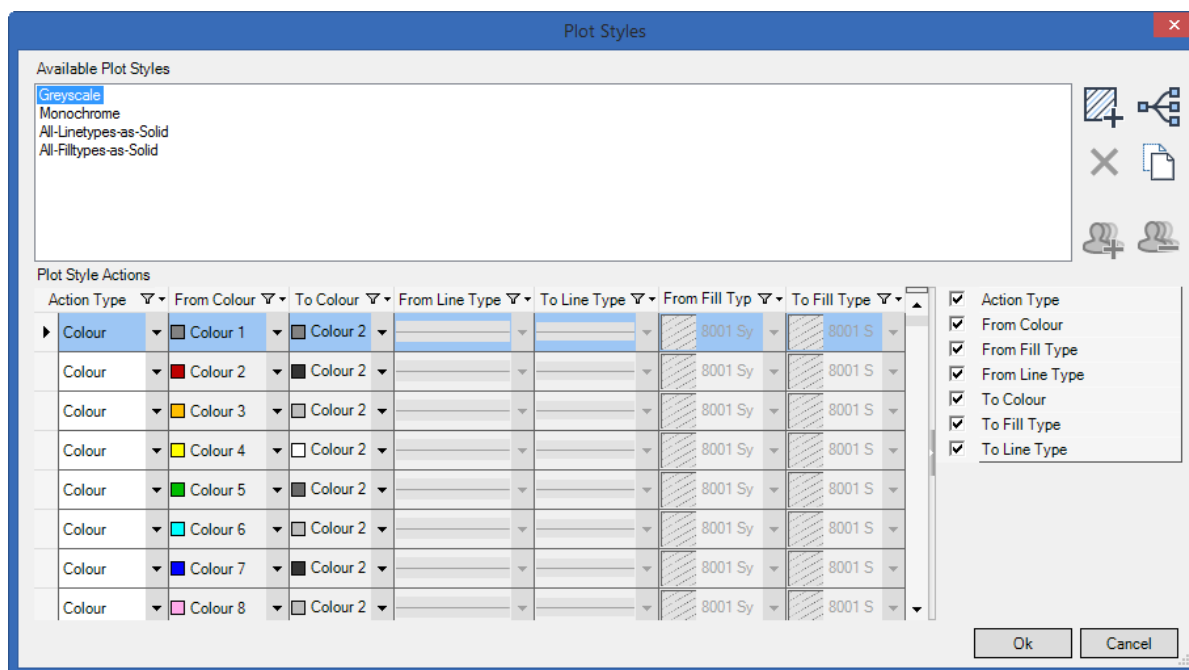 Plot Styles
Available Plot Styles
Greyscale
Monochrome
All-Linetypes-as-Solid
All-Filltypes-as-Solid
Plot Style Actions
Action Type From Colour To Colour From Line Type To Line Type From Fill Typ To Fill Type
Colour Colour 1 Colour 2 8001 Sy 8001 S
Colour Colour 2 Colour 2 8001 Sy 8001 S
Colour Colour 3 Colour 2 8001 Sy 8001 S
Colour Colour 4 Colour 2 8001 Sy 8001 S
Colour Colour 5 Colour 2 8001 Sy 8001 S
Colour Colour 6 Colour 2 8001 Sy 8001 S
Colour Colour 7 Colour 2 8001 Sy 8001 S
Colour Colour 8 Colour 2 8001 Sy 8001 S
Action Type
From Colour
From Fill Type
From Line Type
To Colour
To Fill Type
To Line Type
Ok Cancel